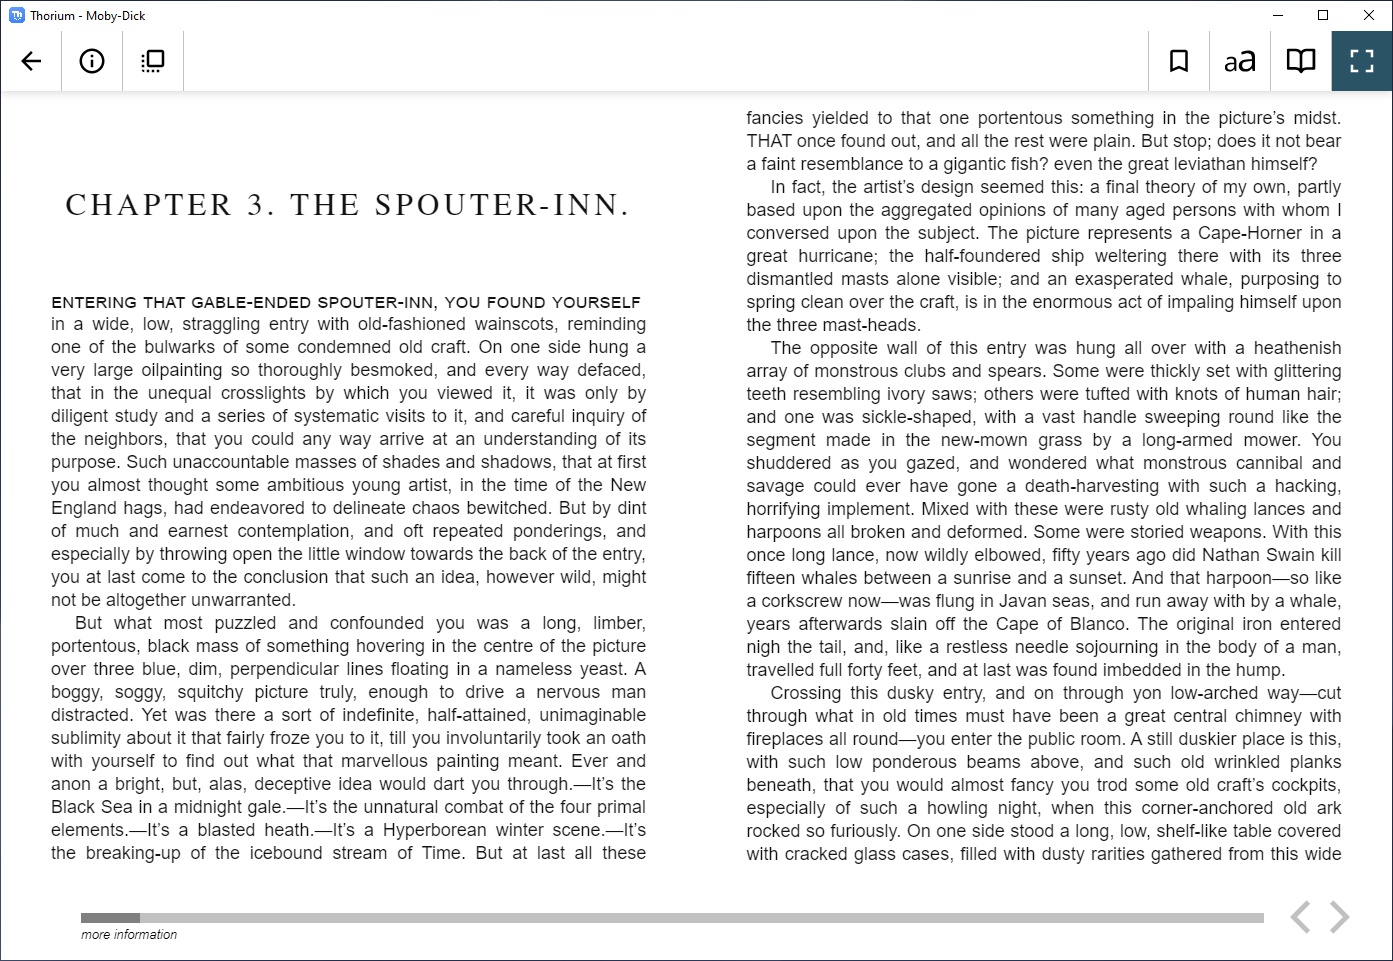 Thorium - Moby-Dick
aA
CHAPTER 3. THE SPOUTER-INN.
ENTERING THAT GABLE-ENDED SPOUTER-INN, YOU FOUND YOURSELF
in a wide, low, straggling entry with old-fashioned wainscots, reminding
one of the bulwarks of some condemned old craft. On one side hung a
very large oilpainting so thoroughly besmoked, and every way defaced,
that in the unequal crosslights by which you viewed it, it was only by
diligent study and a series of systematic visits to it, and careful inquiry of
the neighbors, that you could any way arrive at an understanding of its
purpose. Such unaccountable masses of shades and shadows, that at first
you almost thought some ambitious young artist, in the time of the New
England hags, had endeavored to delineate chaos bewitched. But by dint
of much and earnest contemplation, and oft repeated ponderings, and
especially by throwing open the little window towards the back of the entry,
you at last come to the conclusion that such an idea, however wild, might
not be altogether unwarranted.
But what most puzzled and confounded you was a long, limber,
portentous, black mass of something hovering in the centre of the picture
over three blue, dim, perpendicular lines floating in a nameless yeast. A
boggy, soggy, squitchy picture truly, enough to drive a nervous man
distracted. Yet was there a sort of indefinite, half-attained, unimaginable
sublimity about it that fairly froze you to it, till you involuntarily took an oath
with yourself to find out what that marvellous painting meant. Ever and
anon a bright, but, alas, deceptive idea would dart you through.—It’s the
Black Sea in a midnight gale.—It’s the unnatural combat of the four primal
elements.—It’s a blasted heath.—It’s a Hyperborean winter scene.—It’s
the breaking-up of the icebound stream of Time. But at last all these
fancies yielded to that one portentous something in the picture’s midst.
THAT once found out, and all the rest were plain. But stop; does it not bear
a faint resemblance to a gigantic fish? even the great leviathan himself?
In fact, the artist’s design seemed this: a final theory of my own, partly
based upon the aggregated opinions of many aged persons with whom I
conversed upon the subject. The picture represents a Cape-Horner in a
great hurricane; the half-foundered ship weltering there with its three
dismantled masts alone visible; and an exasperated whale, purposing to
spring clean over the craft, is in the enormous act of impaling himself upon
the three mast-heads.
The opposite wall of this entry was hung all over with a heathenish
array of monstrous clubs and spears. Some were thickly set with glittering
teeth resembling ivory saws; others were tufted with knots of human hair;
and one was sickle-shaped, with a vast handle sweeping round like the
segment made in the new-mown grass by a long-armed mower. You
shuddered as you gazed, and wondered what monstrous cannibal and
savage could ever have gone a death-harvesting with such a hacking,
horrifying implement. Mixed with these were rusty old whaling lances and
harpoons all broken and deformed. Some were storied weapons. With this
once long lance, now wildly elbowed, fifty years ago did Nathan Swain kill
fifteen whales between a sunrise and a sunset. And that harpoon—so like
a corkscrew now—was flung in Javan seas, and run away with by a whale,
years afterwards slain off the Cape of Blanco. The original iron entered
nigh the tail, and, like a restless needle sojourning in the body of a man,
travelled full forty feet, and at last was found imbedded in the hump.
Crossing this dusky entry, and on through yon low-arched way—cut
through what in old times must have been a great central chimney with
fireplaces all round—you enter the public room. A still duskier place is this,
with such low ponderous beams above, and such old wrinkled planks
beneath, that you would almost fancy you trod some old craft’s cockpits,
especially of such a howling night, when this corner-anchored old ark
rocked so furiously. On one side stood a long, low, shelf-like table covered
with cracked glass cases, filled with dusty rarities gathered from this wide
more information